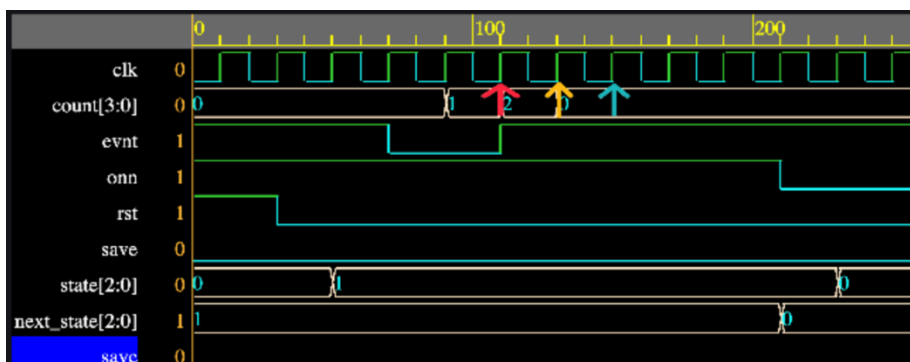 0 100 200
clk 0
count[3:0] 0 0 1 2 0
evnt 1
onn 1
rst 1
save 0
state[2:0] 0 0 1 0
next_state[2:0] 1 1 0
save 0